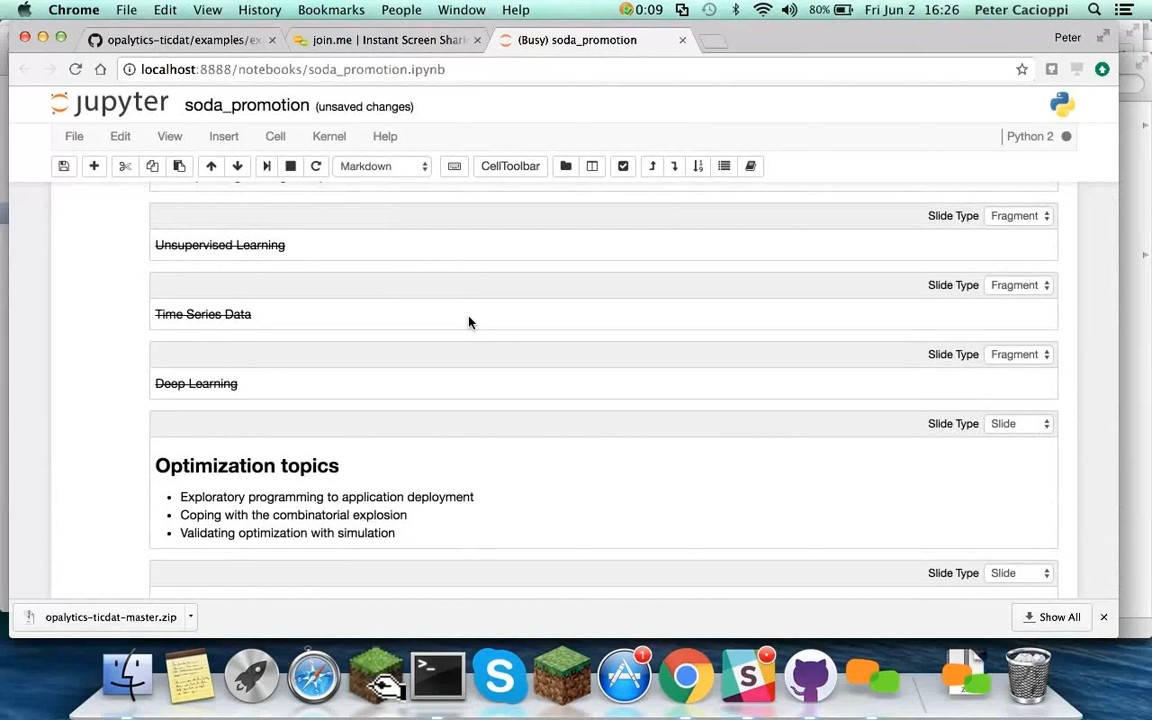 Chrome File Edit View History Bookmarks People Window Help 0:09 80% Fri Jun 2 16:26 Peter Cacioppi
opalytics-ticdat/examples/ex join.me | Instant Screen Shari (Busy) soda_promotion Peter
localhost:8888/notebooks/soda_promotion.ipynb
jupyter soda_promotion (unsaved changes)
File Edit View Insert Cell Kernel Help Python 2
Markdown CellToolbar
Slide Type Fragment
Unsupervised Learning
Slide Type Fragment
Time Series Data
Slide Type Fragment
Deep Learning
Slide Type Slide
Optimization topics
• Exploratory programming to application deployment
• Coping with the combinatorial explosion
• Validating optimization with simulation
Slide Type Slide
opalytics-ticdat-master.zip Show All
1